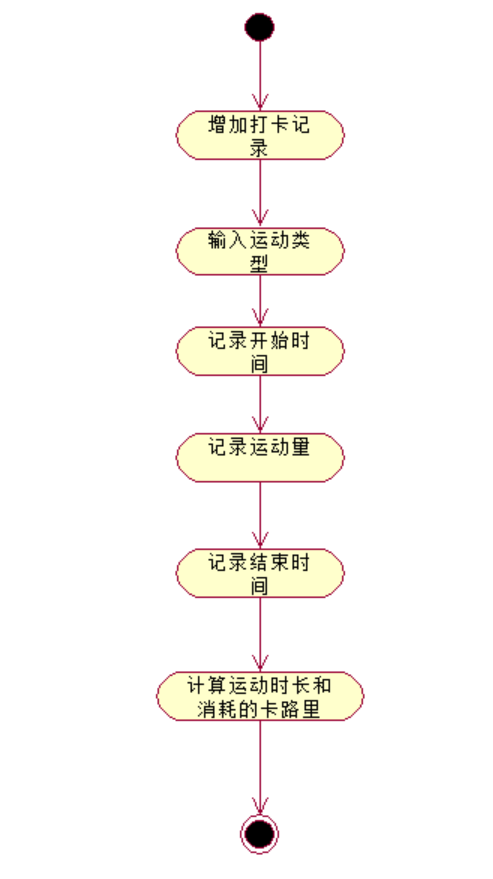 增加打卡记
录
输入运动类
型
记录开始时
间
记录运动量
记录结束时
间
计算运动时长和
消耗的卡路里